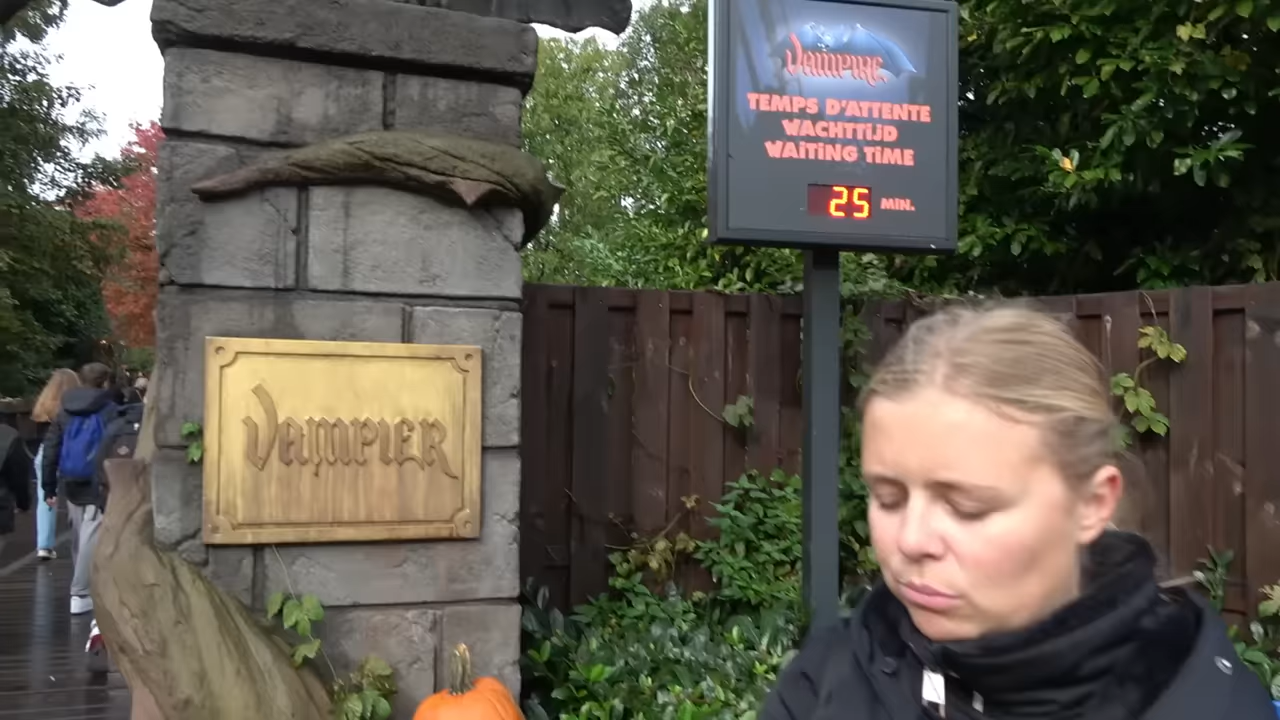 VAMPIRE
TEMPS D'ATTENTE
WACHTTIJD
WAITING TIME
25 MIN.
VAMPIER